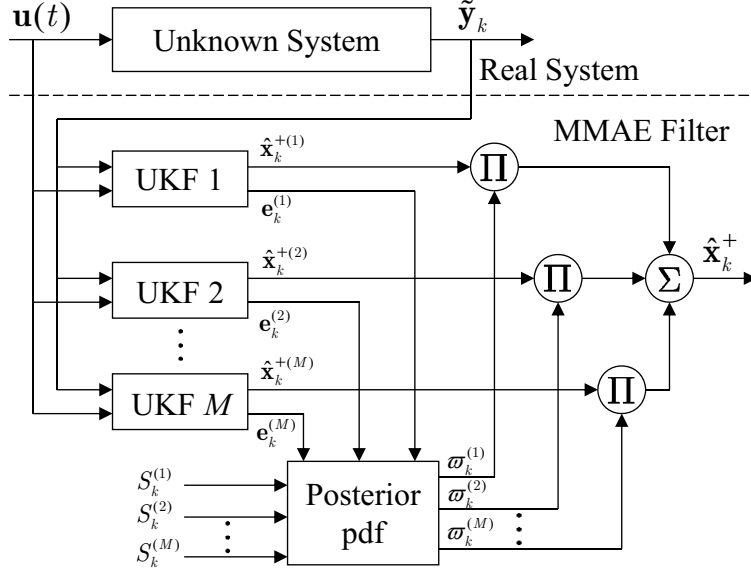 u(t)
Unknown System
ỹ_k
Real System
MMAE Filter
UKF 1
x̂_k^{+(1)}
e_k^{(1)}
Π
UKF 2
x̂_k^{+(2)}
e_k^{(2)}
Π
Σ
x̂_k^+
UKF M
x̂_k^{+(M)}
e_k^{(M)}
Π
S_k^{(1)}
S_k^{(2)}
S_k^{(M)}
Posterior
pdf
ϖ_k^{(1)}
ϖ_k^{(2)}
ϖ_k^{(M)}